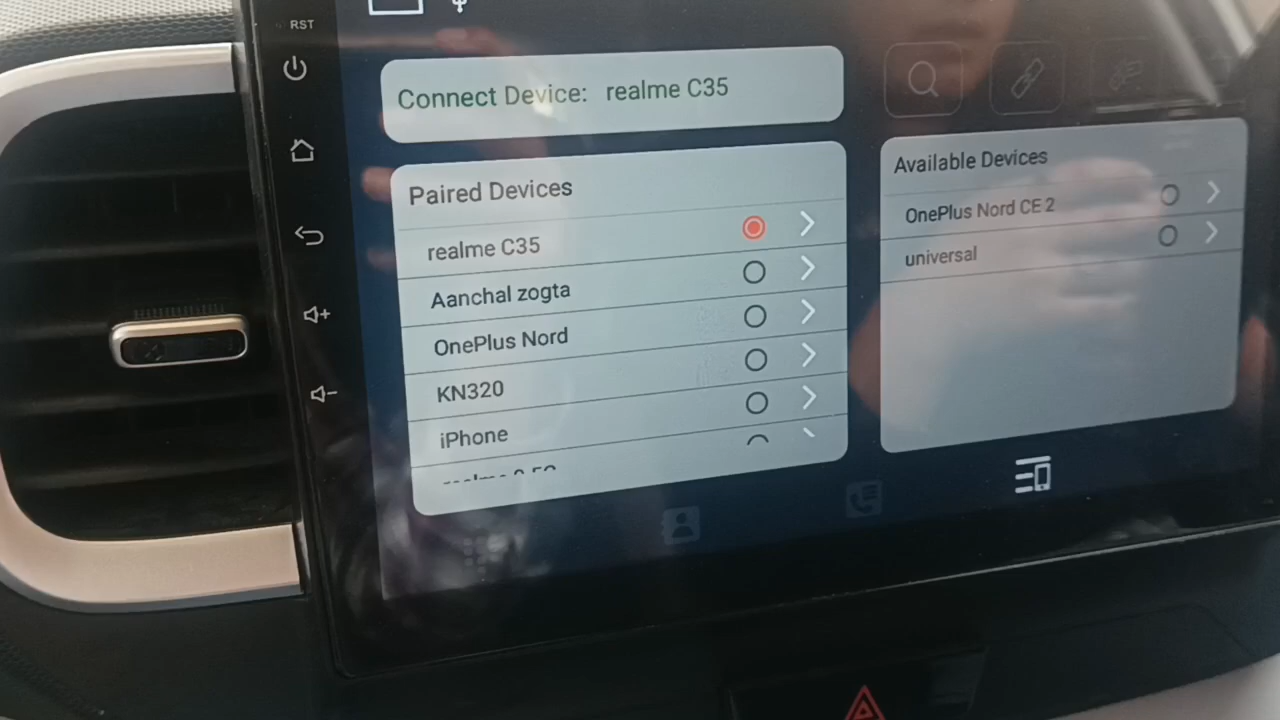 RST
Connect Device: realme C35
Paired Devices
realme C35
Aanchal zogta
OnePlus Nord
KN320
iPhone
Available Devices
OnePlus Nord CE 2
universal